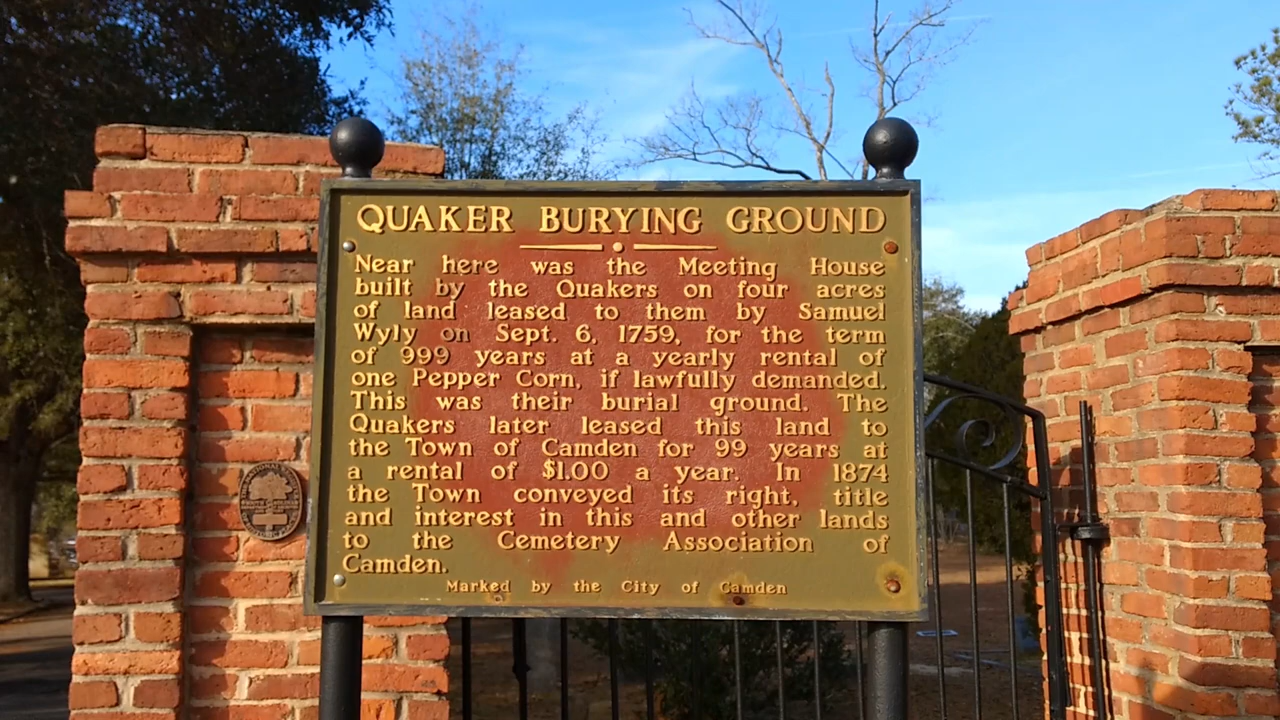 QUAKER BURYING GROUND
Near here was the Meeting House
built by the Quakers on four acres
of land leased to them by Samuel
Wyly on Sept. 6, 1759, for the term
of 999 years at a yearly rental of
one Pepper Corn, if lawfully demanded.
This was their burial ground. The
Quakers later leased this land to
the Town of Camden for 99 years at
a rental of $1.00 a year. In 1874
the Town conveyed its right, title
and interest in this and other lands
to the Cemetery Association of
Camden.
Marked by the City of Camden